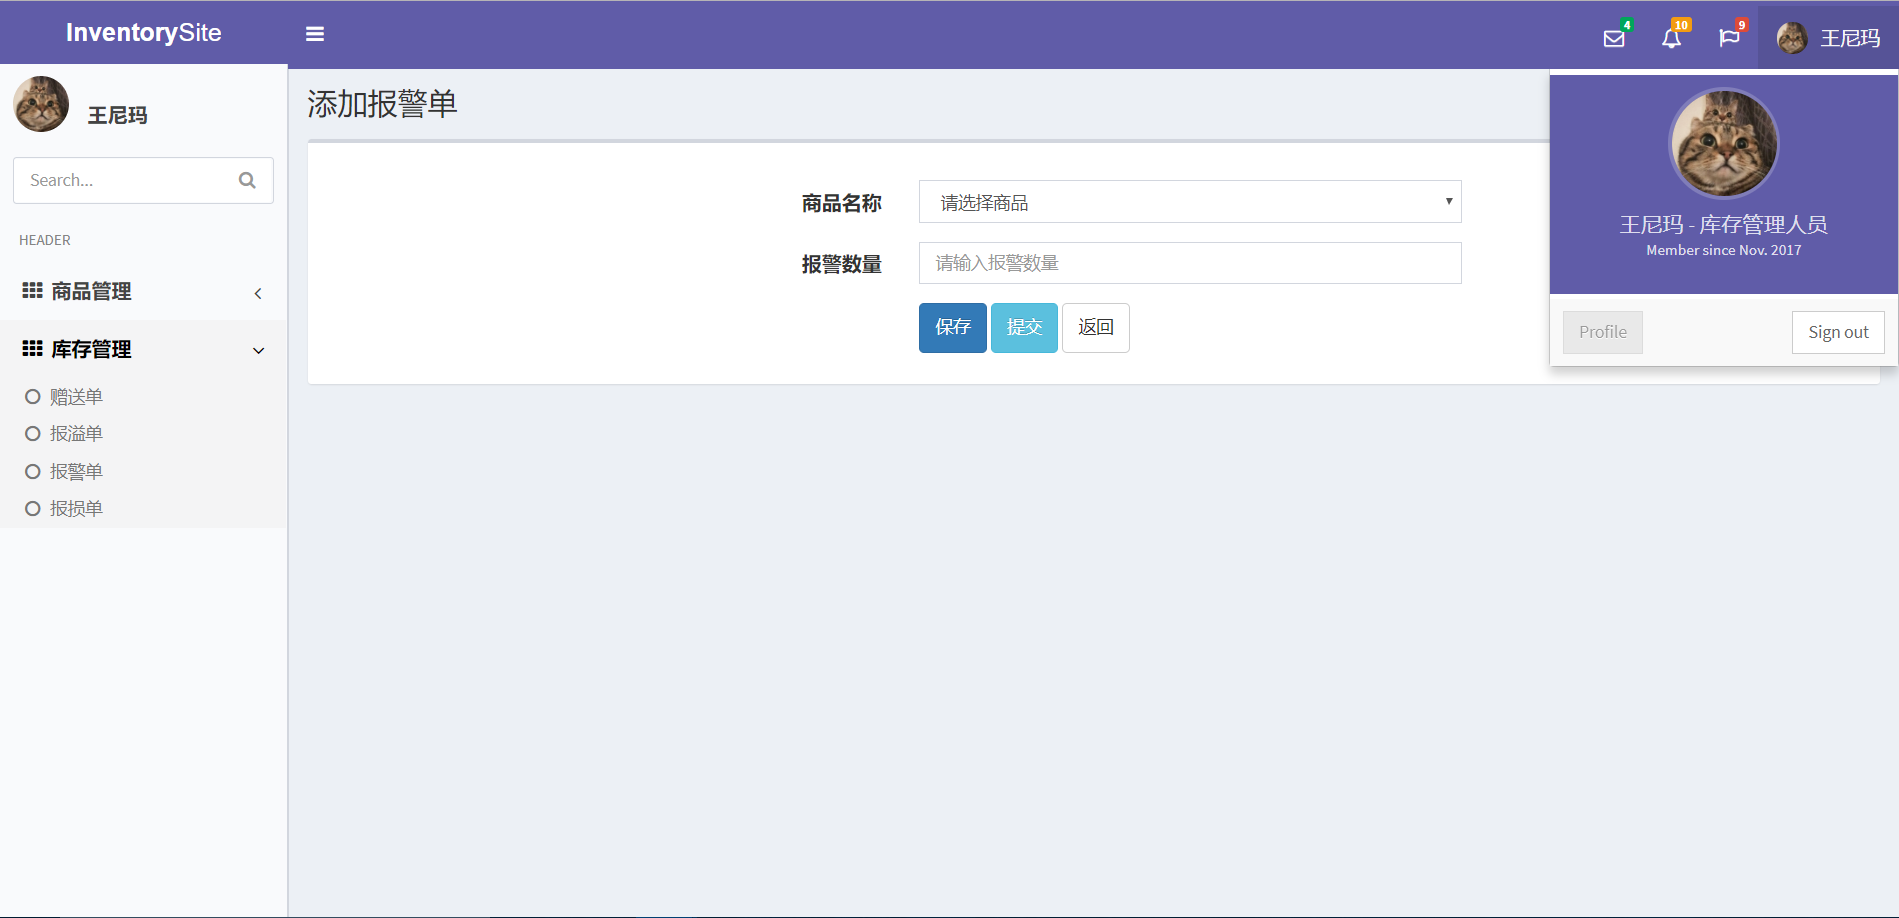 InventorySite
4
10
9
王尼玛
王尼玛
Search...
HEADER
商品管理
库存管理
赠送单
报溢单
报警单
报损单
添加报警单
商品名称
请选择商品
报警数量
请输入报警数量
保存
提交
返回
王尼玛 - 库存管理人员
Member since Nov. 2017
Profile
Sign out